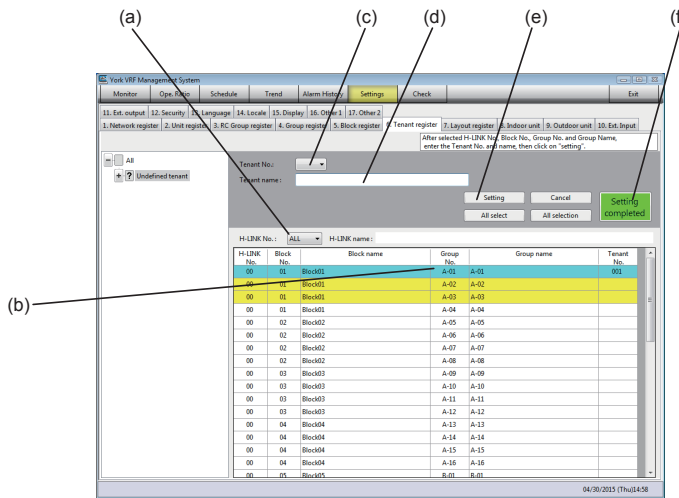 (a) (c) (d) (e) (f
York VRF Management System
Monitor Ope. Ratio Schedule Trend Alarm History Settings Check Exit
11. Ext. output 12. Security 13. Language 14. Locale 15. Display 16. Other 1 17. Other 2
1. Network register 2. Unit register 3. RC Group register 4. Group register 5. Block register 6. Tenant register 7. Layout register 8. Indoor unit 9. Outdoor unit 10. Ext. Input
After selected H-LINK No., Block No., Group No. and Group Name,
enter the Tenant No. and name, then click on "setting".
All
? Undefined tenant
Tenant No.:
Tenant name :
Setting Cancel
All select All selection
Setting
completed
H-LINK No. : ALL H-LINK name :
H-LINK No. Block No. Block name Group No. Group name Tenant No.
00 01 Block01 A-01 A-01 001
00 01 Block01 A-02 A-02
00 01 Block01 A-03 A-03
(b)
00 01 Block01 A-04 A-04
00 02 Block02 A-05 A-05
00 02 Block02 A-06 A-06
00 02 Block02 A-07 A-07
00 02 Block02 A-08 A-08
00 03 Block03 A-09 A-09
00 03 Block03 A-10 A-10
00 03 Block03 A-11 A-11
00 03 Block03 A-12 A-12
00 04 Block04 A-13 A-13
00 04 Block04 A-14 A-14
00 04 Block04 A-15 A-15
00 04 Block04 A-16 A-16
00 05 Block05 B-01 B-01
04/30/2015 (Thu)14:58